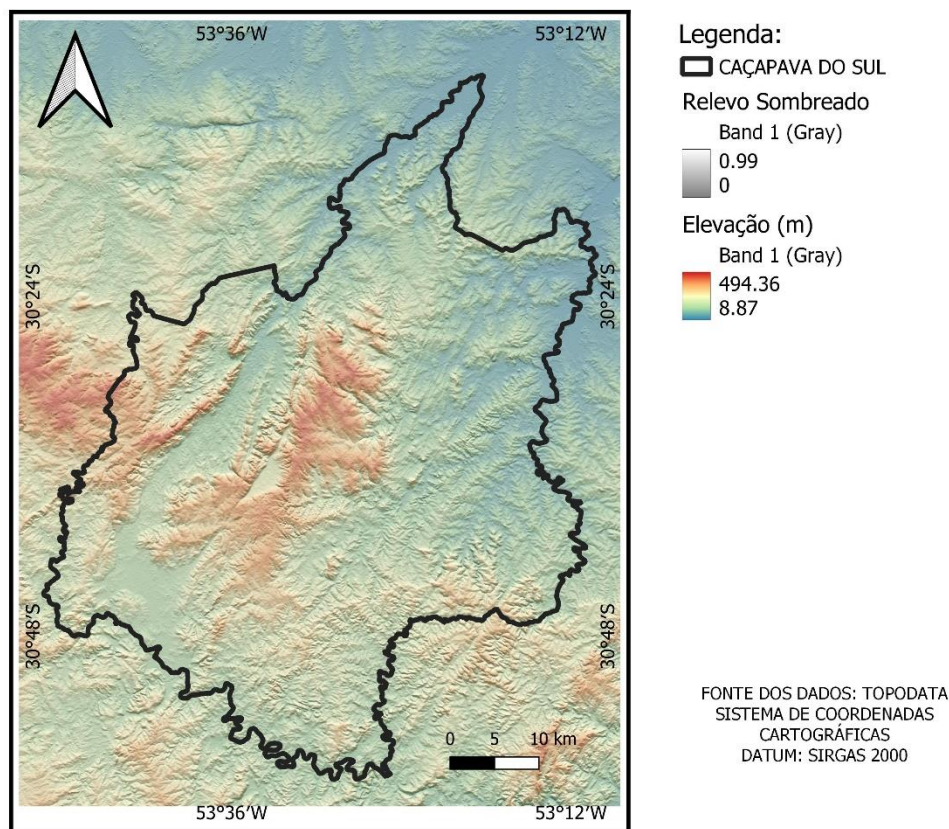 53°36'W 53°12'W
30°24'S 30°24'S
30°48'S 30°48'S
0 5 10 km
53°36'W 53°12'W
Legenda:
CAÇAPAVA DO SUL
Relevo Sombreado
Band 1 (Gray)
0.99
0
Elevação (m)
Band 1 (Gray)
494.36
8.87
FONTE DOS DADOS: TOPODATA
SISTEMA DE COORDENADAS
CARTOGRÁFICAS
DATUM: SIRGAS 2000